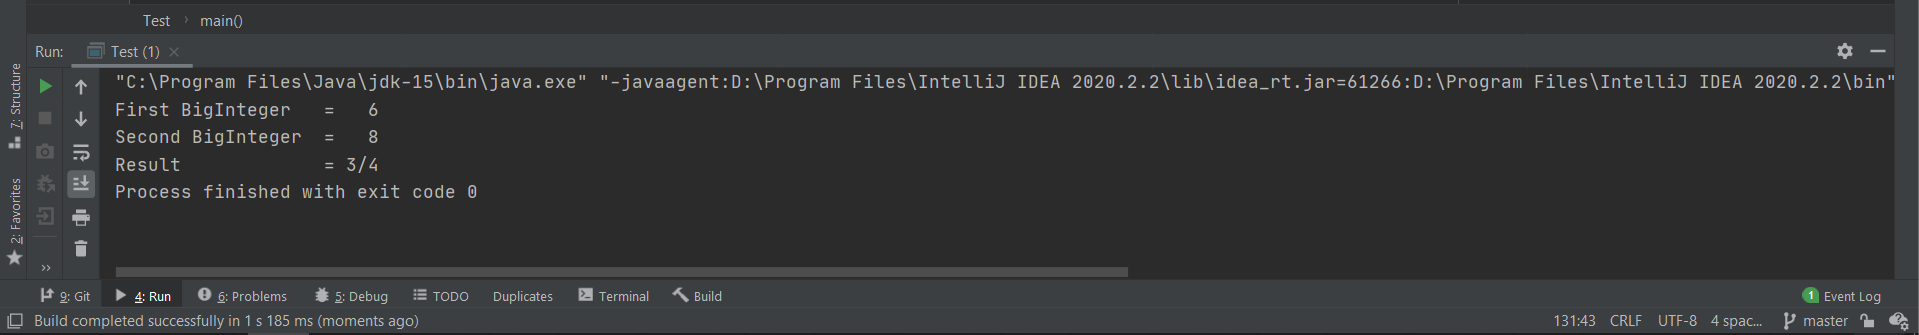 Test › main()
Run: Test (1) ×
"C:\Program Files\Java\jdk-15\bin\java.exe" "-javaagent:D:\Program Files\IntelliJ IDEA 2020.2.2\lib\idea_rt.jar=61266:D:\Program Files\IntelliJ IDEA 2020.2.2\bin"
First BigInteger   =   6
Second BigInteger  =   8
Result             = 3/4
Process finished with exit code 0
7: Structure
2: Favorites
9: Git 4: Run 6: Problems 5: Debug TODO Duplicates Terminal Build 1 Event Log
Build completed successfully in 1 s 185 ms (moments ago) 131:43 CRLF UTF-8 4 spac... master